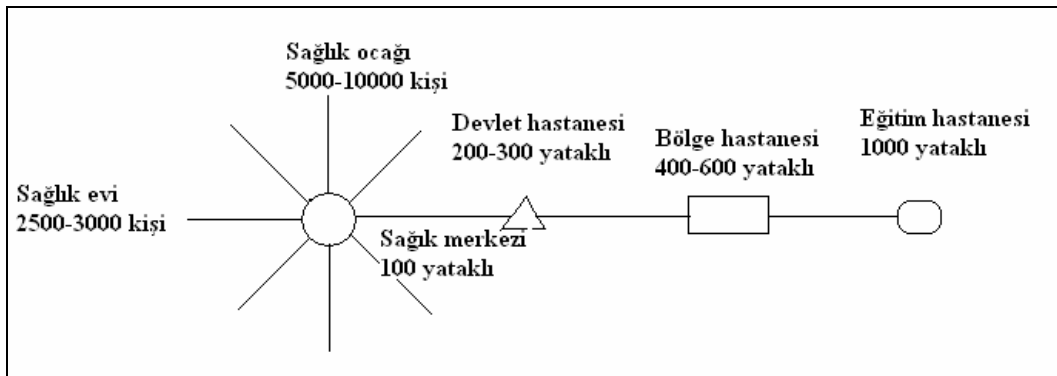 Sağlık ocağı
5000-10000 kişi
Devlet hastanesi
200-300 yataklı
Bölge hastanesi
400-600 yataklı
Eğitim hastanesi
1000 yataklı
Sağlık evi
2500-3000 kişi
Sağık merkezi
100 yataklı